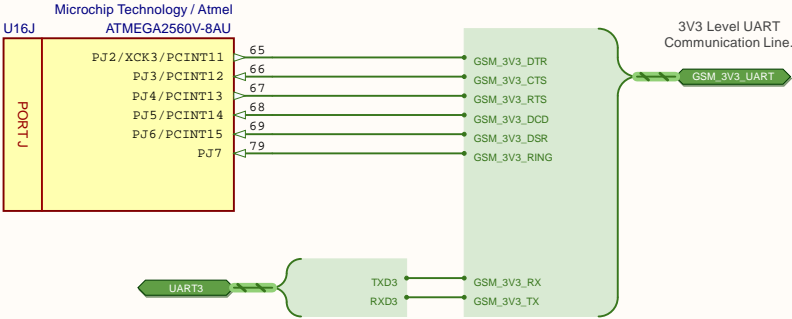 Microchip Technology / Atmel
U16J ATMEGA2560V-8AU
3V3 Level UART
Communication Line.
PJ2/XCK3/PCINT11 65 GSM_3V3_DTR
PJ3/PCINT12 66 GSM_3V3_CTS
GSM_3V3_UART
PJ4/PCINT13 67 GSM_3V3_RTS
PJ5/PCINT14 68 GSM_3V3_DCD
PJ6/PCINT15 69 GSM_3V3_DSR
PJ7 79 GSM_3V3_RING
PORT J
TXD3 GSM_3V3_RX
UART3
RXD3 GSM_3V3_TX